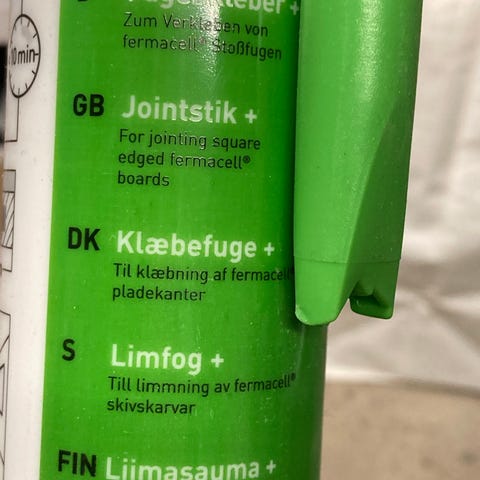 Zum Verkleben von
fermacell® Stoßfugen
min
GB Jointstik +
For jointing square
edged fermacell®
boards
DK Klæbefuge +
Til klæbning af fermacell®
pladekanter
S Limfog +
Till limmning av fermacell®
skivskarvar
FIN Liimasauma +